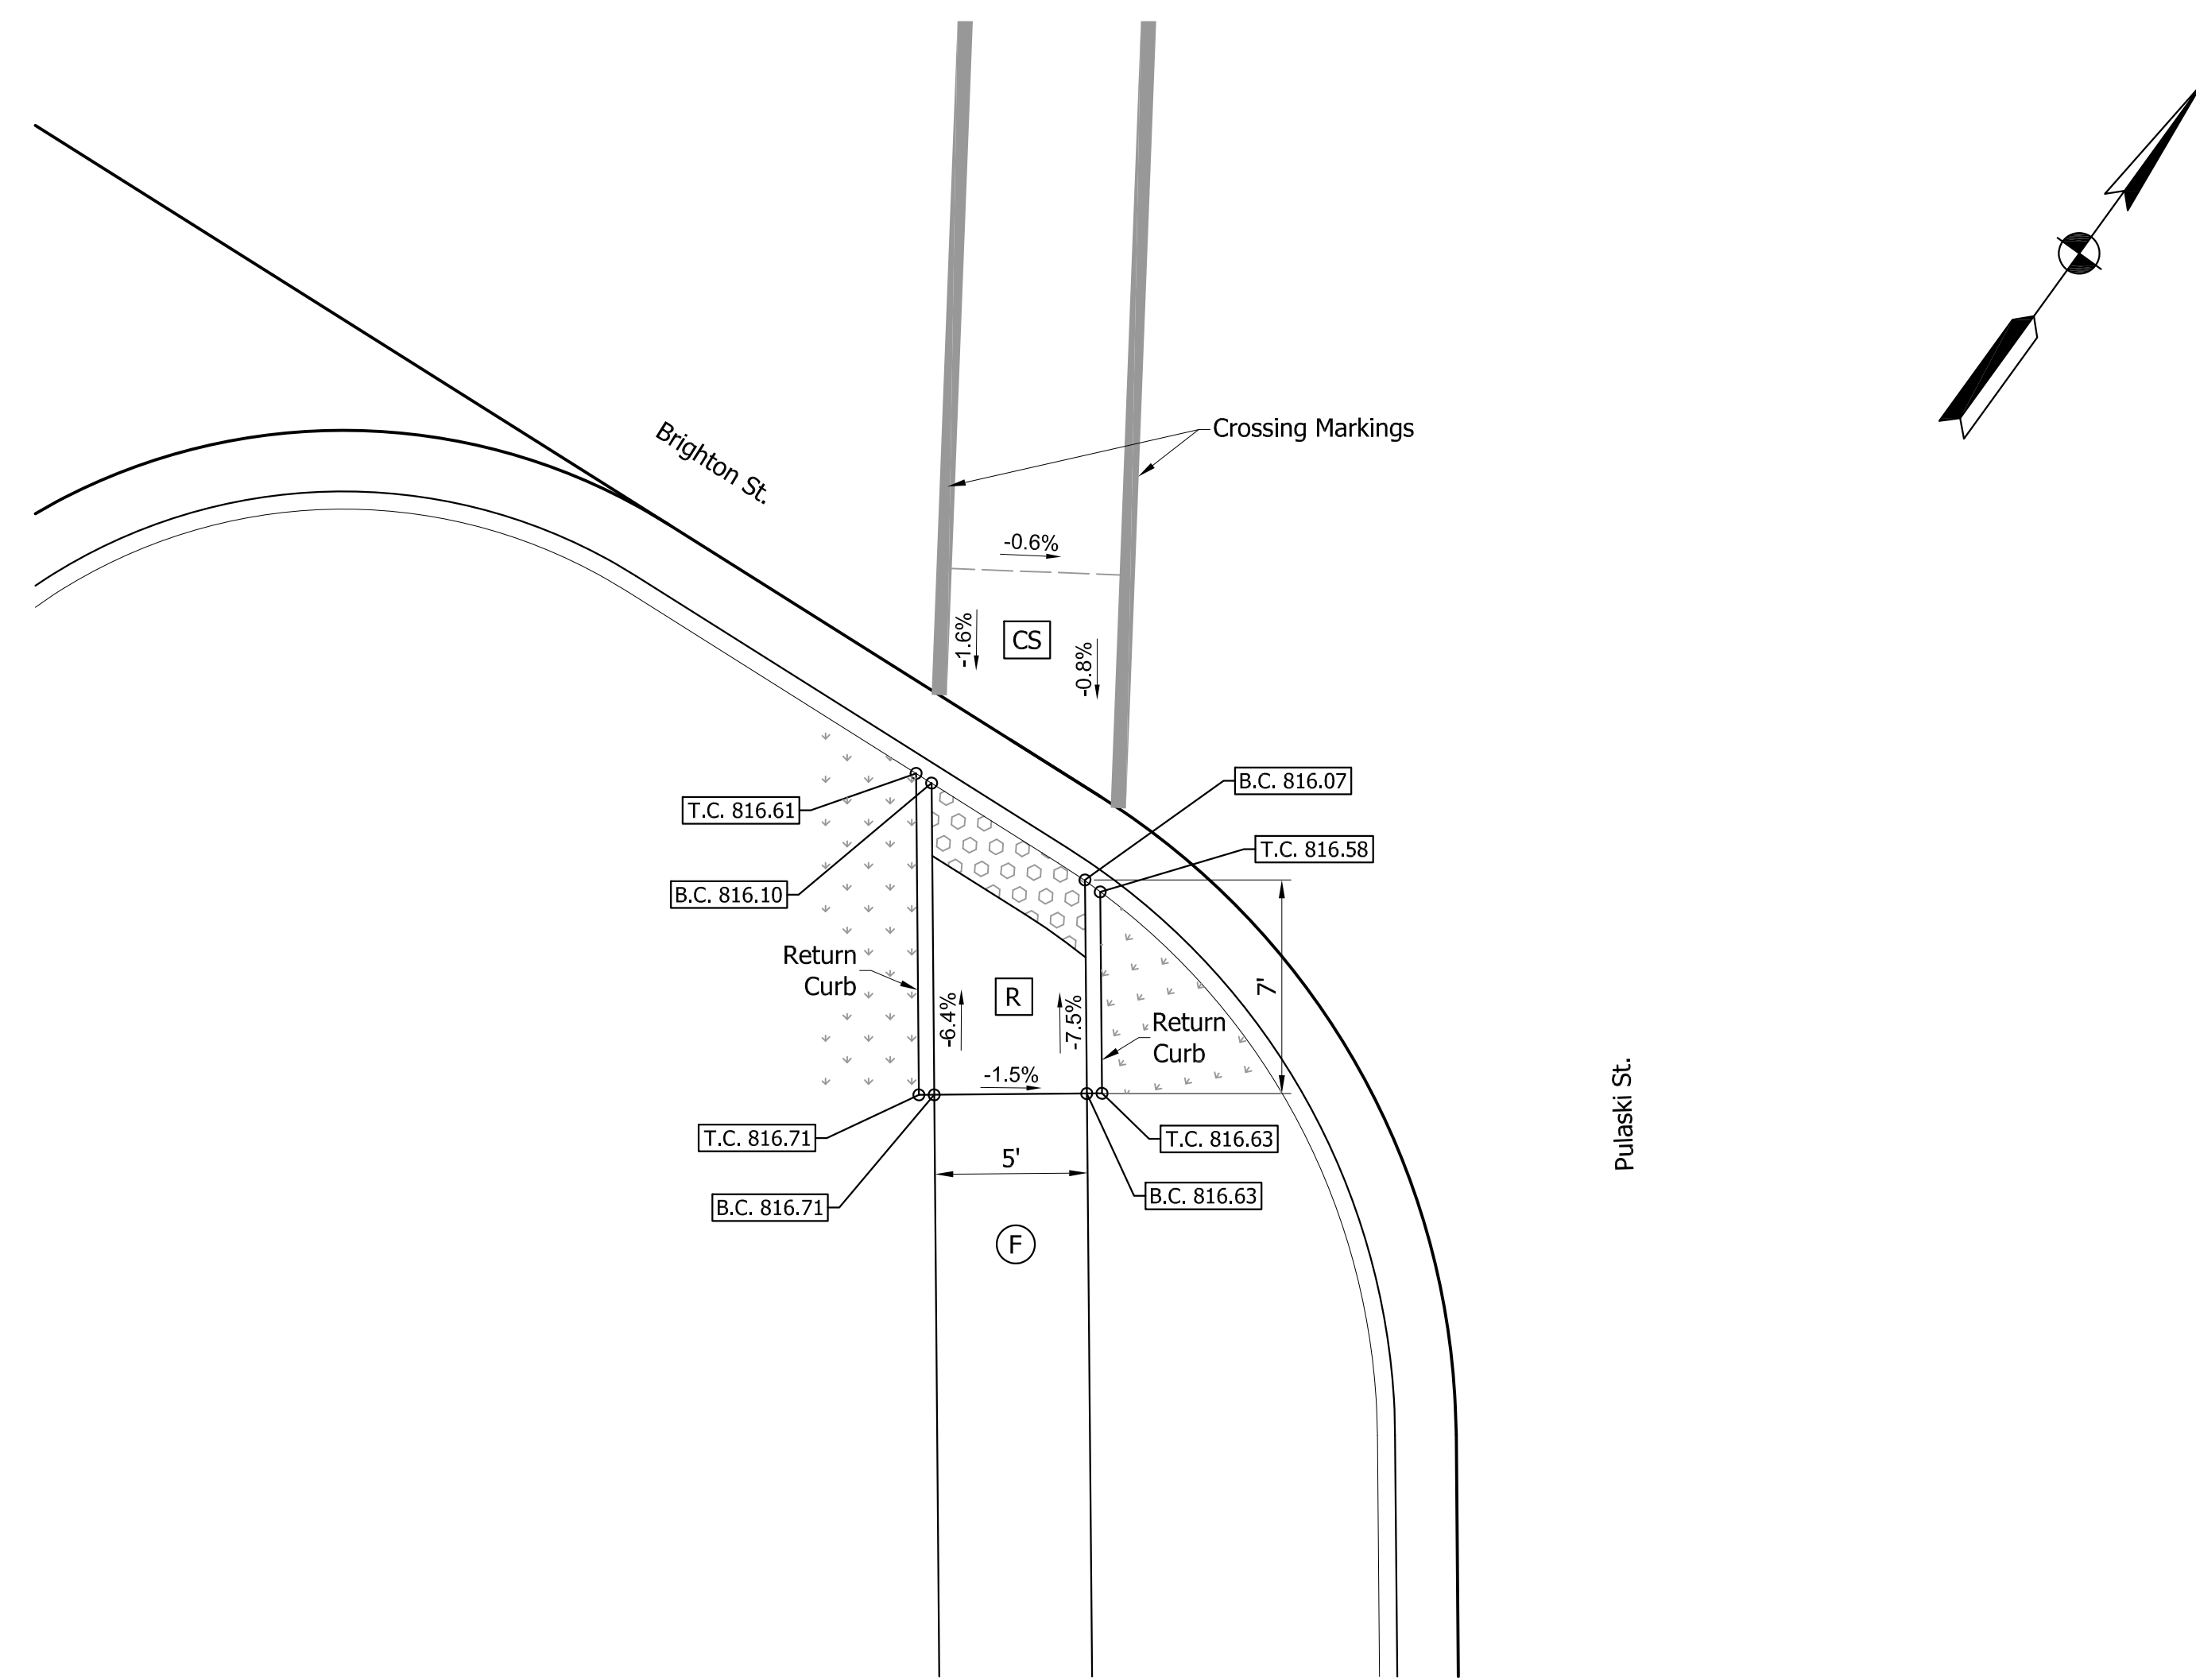 Brighton St.
Crossing Markings
-0.6%
-1.6%
CS
-0.8%
T.C. 816.61
B.C. 816.07
T.C. 816.58
B.C. 816.10
Return
Curb
R
-6.4%
-7.5%
7'
Return
Curb
-1.5%
Pulaski St.
T.C. 816.71
T.C. 816.63
5'
B.C. 816.71
B.C. 816.63
F